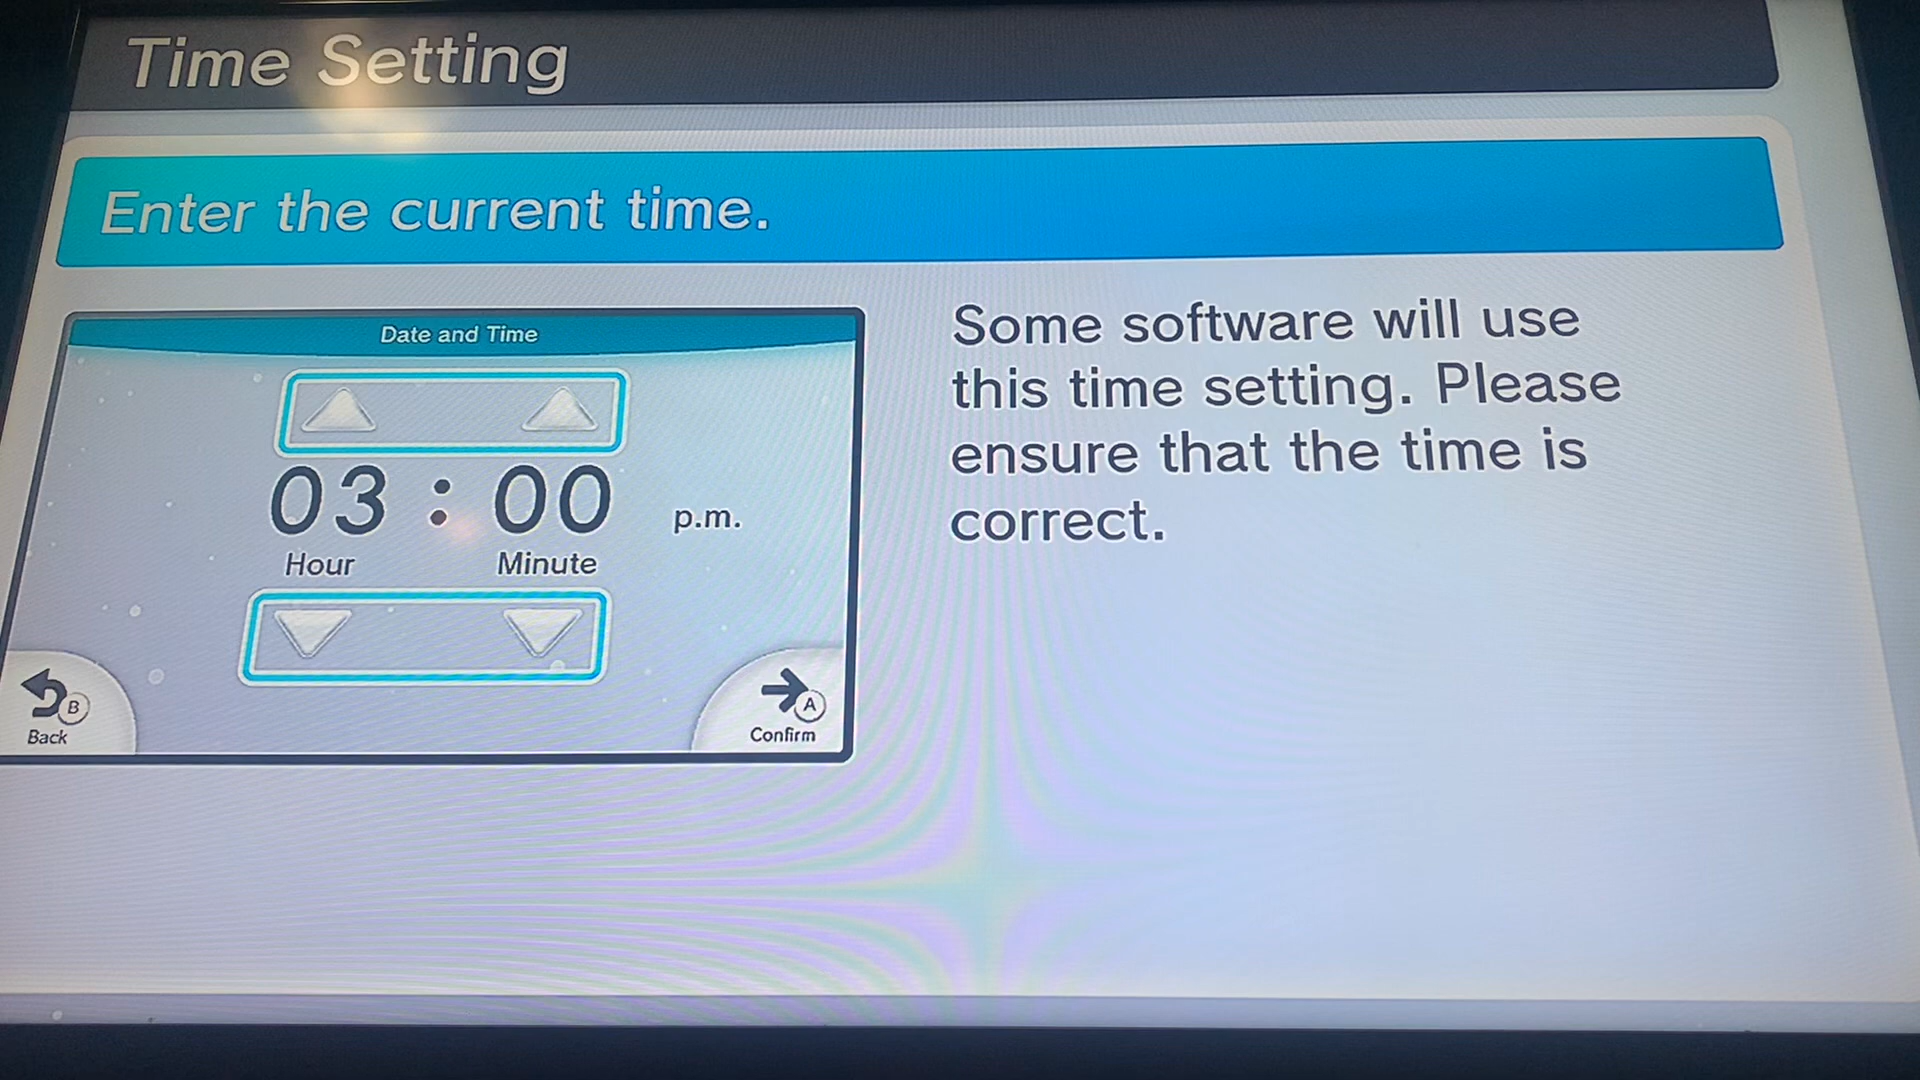 Time Setting
Enter the current time.
Date and Time
03 : 00 p.m.
Hour Minute
B
Back
A
Confirm
Some software will use
this time setting. Please
ensure that the time is
correct.